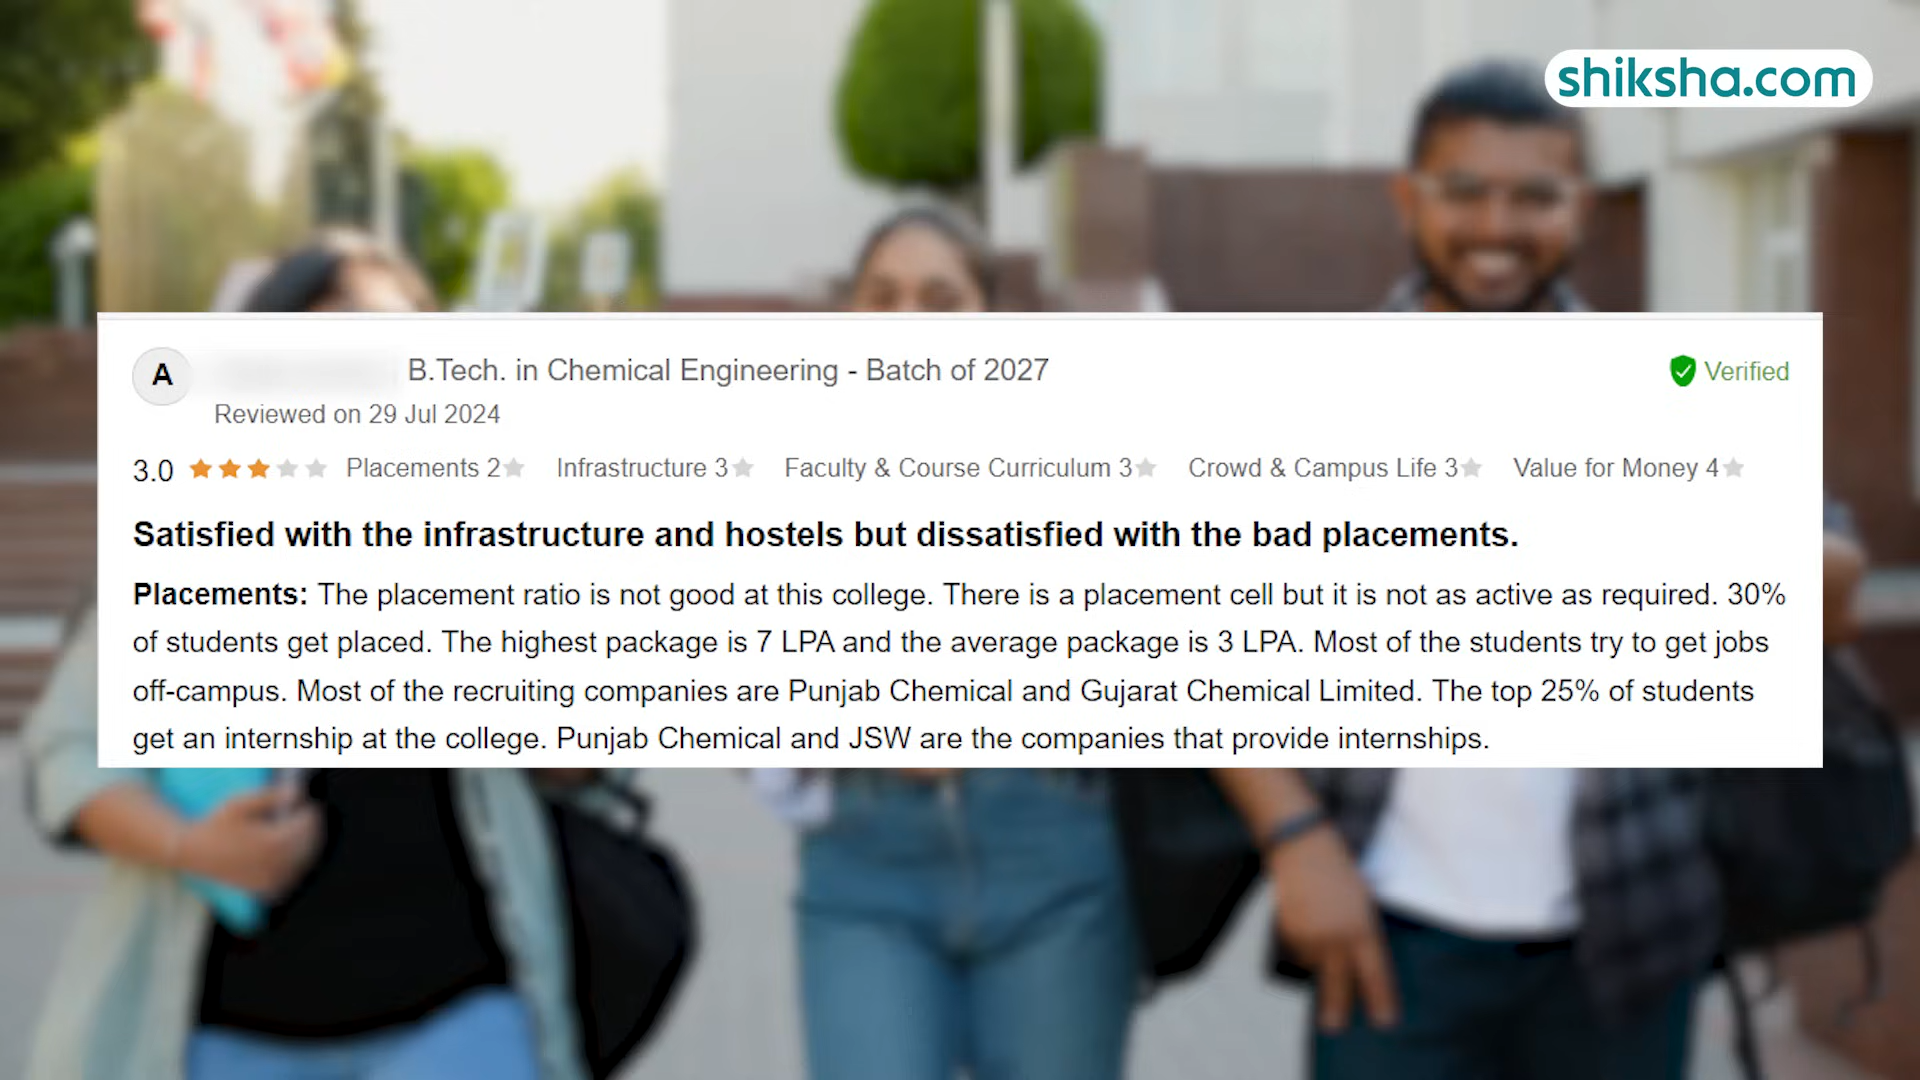 shiksha.com
A
B.Tech. in Chemical Engineering - Batch of 2027
Verified
Reviewed on 29 Jul 2024
3.0 Placements 2 Infrastructure 3 Faculty & Course Curriculum 3 Crowd & Campus Life 3 Value for Money 4
Satisfied with the infrastructure and hostels but dissatisfied with the bad placements.
Placements: The placement ratio is not good at this college. There is a placement cell but it is not as active as required. 30%
of students get placed. The highest package is 7 LPA and the average package is 3 LPA. Most of the students try to get jobs
off-campus. Most of the recruiting companies are Punjab Chemical and Gujarat Chemical Limited. The top 25% of students
get an internship at the college. Punjab Chemical and JSW are the companies that provide internships.